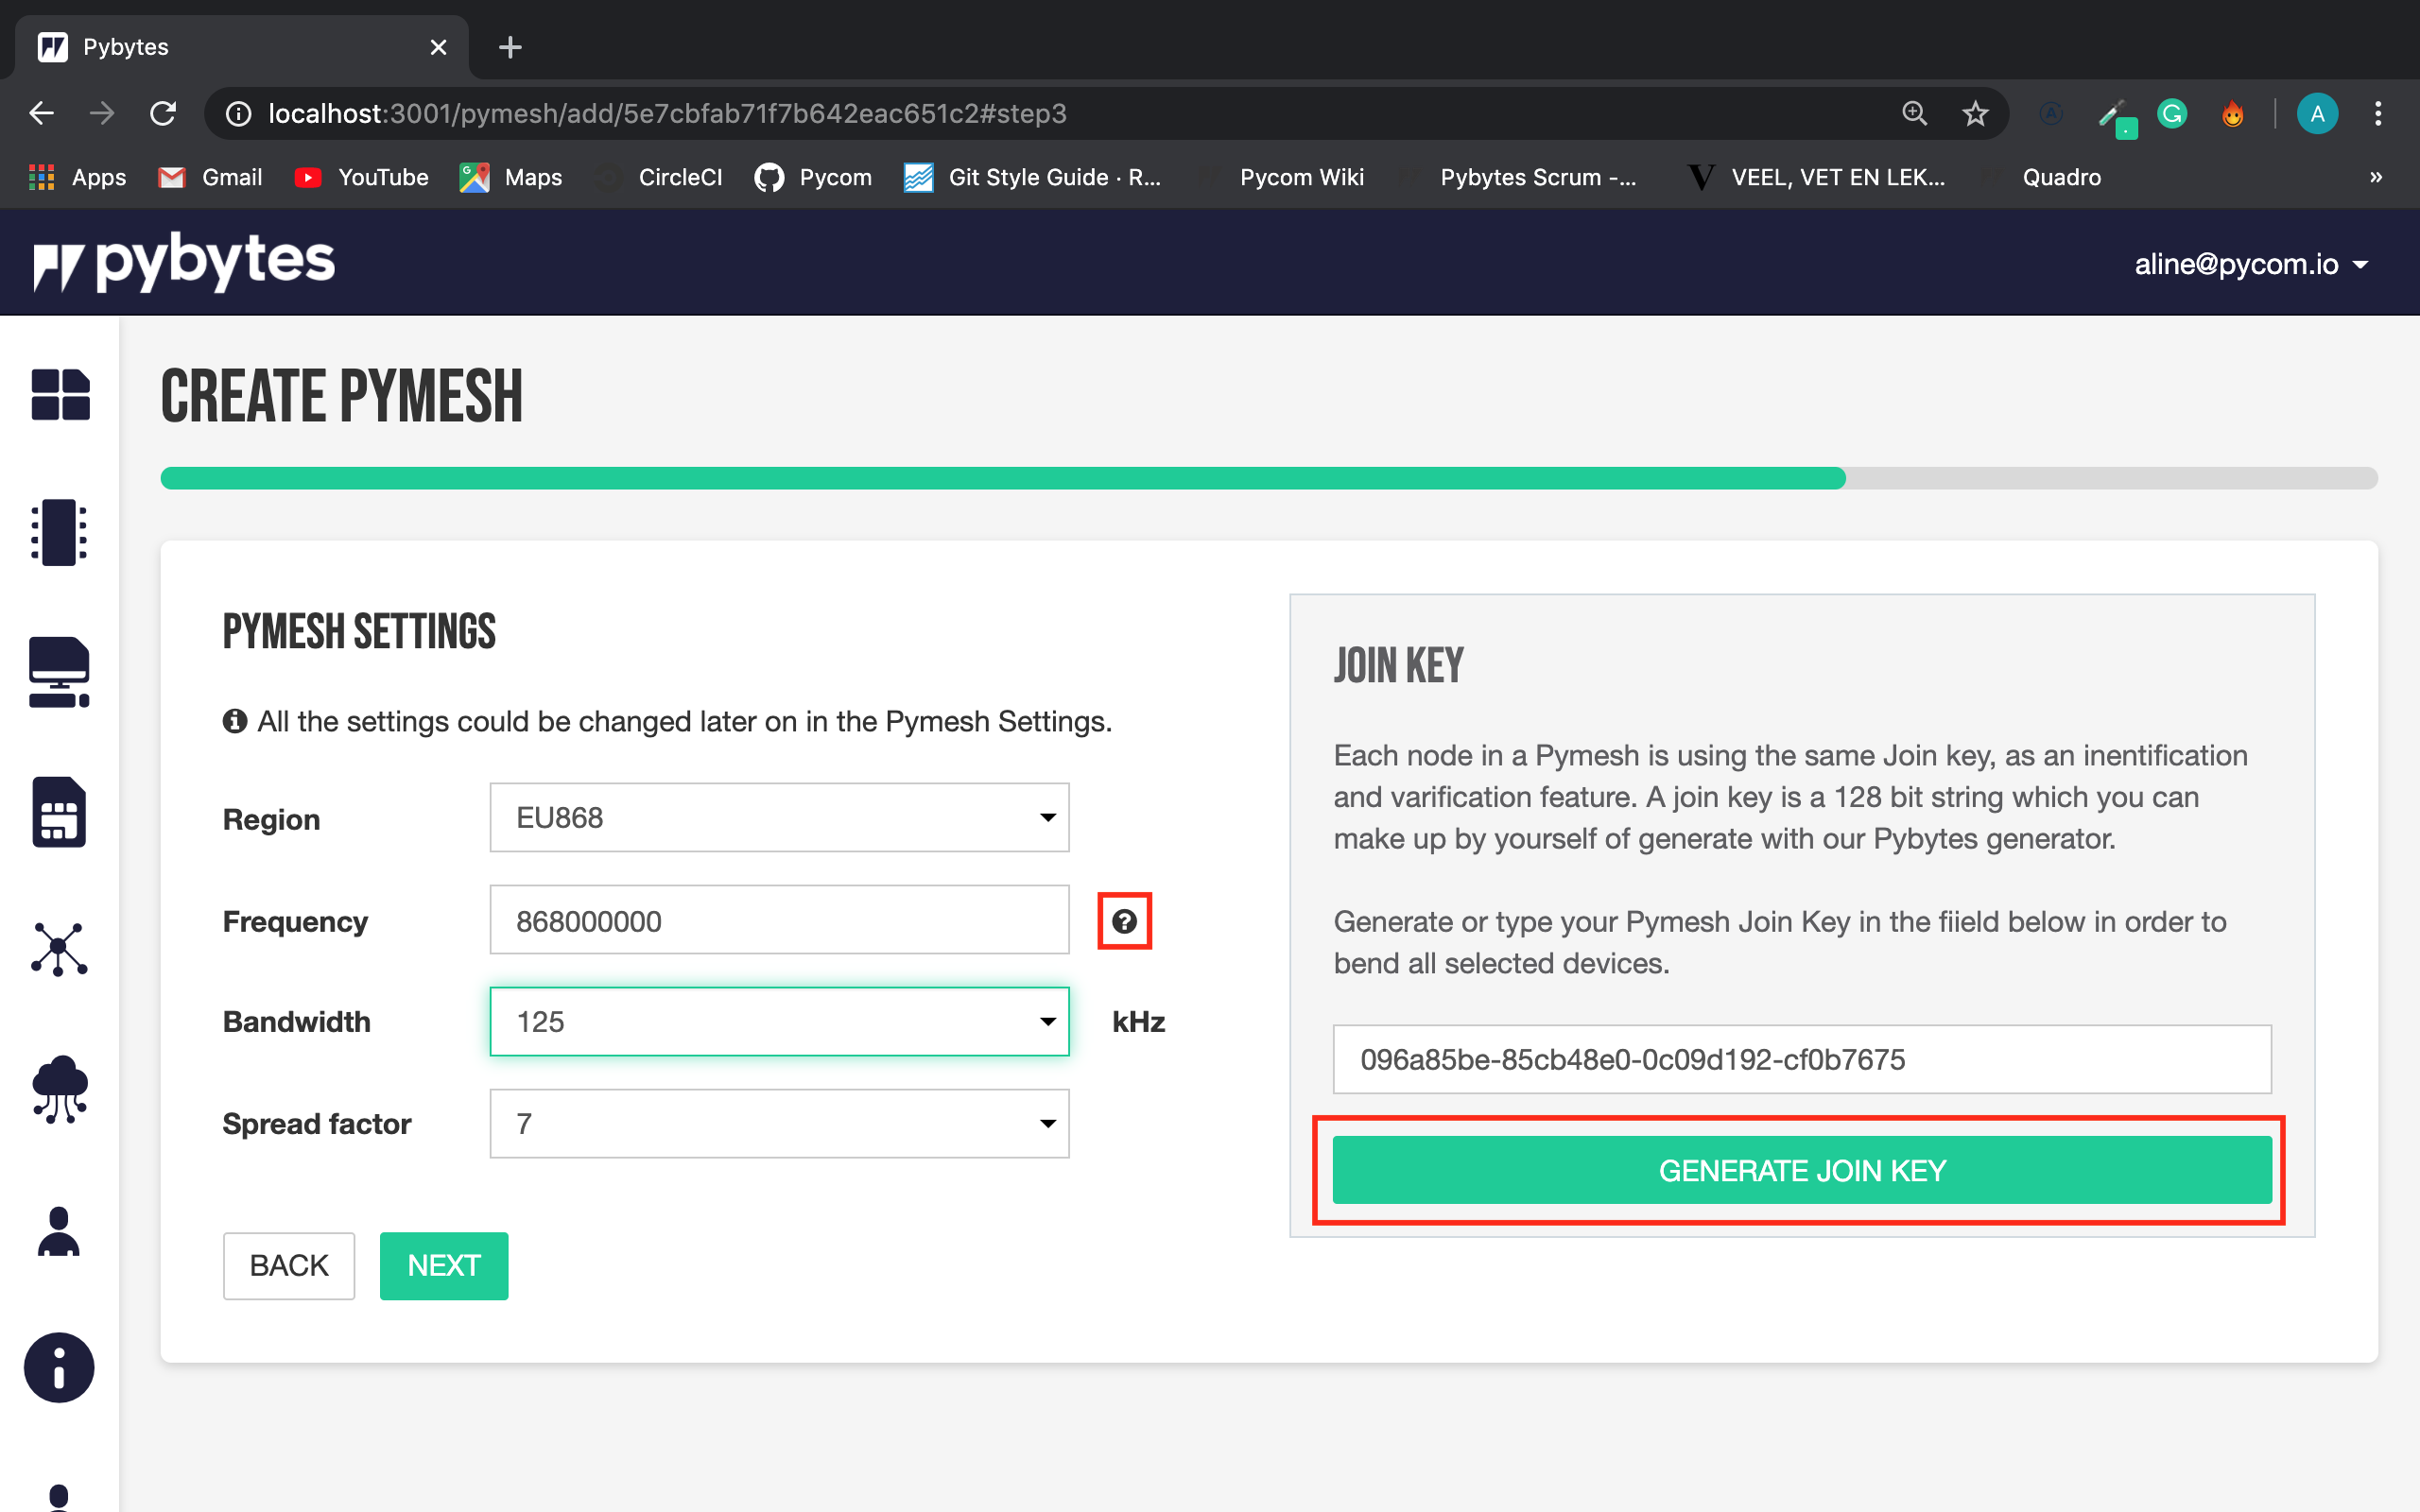 Pybytes
localhost:3001/pymesh/add/5e7cbfab71f7b642eac651c2#step3
A
Apps
Gmail
YouTube
Maps
CircleCI
Pycom
Git Style Guide · R...
Pycom Wiki
Pybytes Scrum -...
VEEL, VET EN LEK...
Quadro
»
pybytes
aline@pycom.io
CREATE PYMESH
PYMESH SETTINGS
All the settings could be changed later on in the Pymesh Settings.
Region
EU868
Frequency
868000000
?
Bandwidth
125
kHz
Spread factor
7
BACK
NEXT
JOIN KEY
Each node in a Pymesh is using the same Join key, as an inentification
and varification feature. A join key is a 128 bit string which you can
make up by yourself of generate with our Pybytes generator.
Generate or type your Pymesh Join Key in the fiield below in order to
bend all selected devices.
096a85be-85cb48e0-0c09d192-cf0b7675
GENERATE JOIN KEY